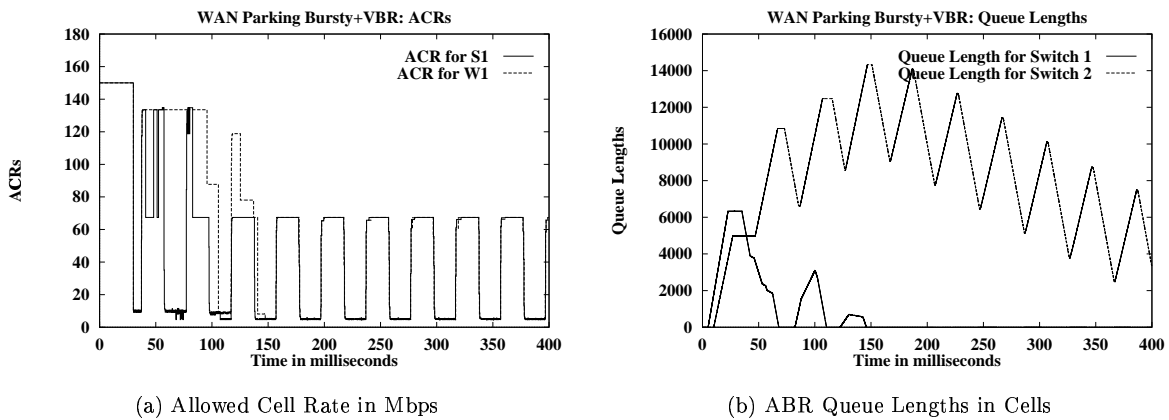 WAN Parking Bursty+VBR: ACRs
180
160
140
120
100
80
60
40
20
0
ACRs
ACR for S1
ACR for W1
0 50 100 150 200 250 300 350 400
Time in milliseconds
(a) Allowed Cell Rate in Mbps
WAN Parking Bursty+VBR: Queue Lengths
16000
14000
12000
10000
8000
6000
4000
2000
0
Queue Lengths
Queue Length for Switch 1
Queue Length for Switch 2
0 50 100 150 200 250 300 350 400
Time in milliseconds
(b) ABR Queue Lengths in Cells